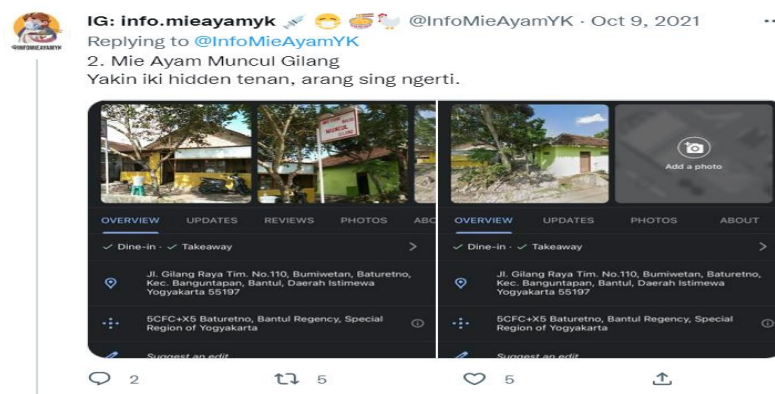 IG: info.mieayamyk @InfoMieAyamYK · Oct 9, 2021
Replying to @InfoMieAyamYK
2. Mie Ayam Muncul Gilang
Yakin iki hidden tenan, arang sing ngerti.
MUNCUL
GILANG
Add a photo
OVERVIEW UPDATES REVIEWS PHOTOS ABO
Dine-in · Takeaway
Jl. Gilang Raya Tim. No.110, Bumiwetan, Baturetno,
Kec. Banguntapan, Bantul, Daerah Istimewa
Yogyakarta 55197
5CFC+X5 Baturetno, Bantul Regency, Special
Region of Yogyakarta
Suggest an edit
OVERVIEW UPDATES PHOTOS ABOUT
Dine-in · Takeaway
Jl. Gilang Raya Tim. No.110, Bumiwetan, Baturetno,
Kec. Banguntapan, Bantul, Daerah Istimewa
Yogyakarta 55197
5CFC+X5 Baturetno, Bantul Regency, Special
Region of Yogyakarta
Suggest an edit
2 5 5